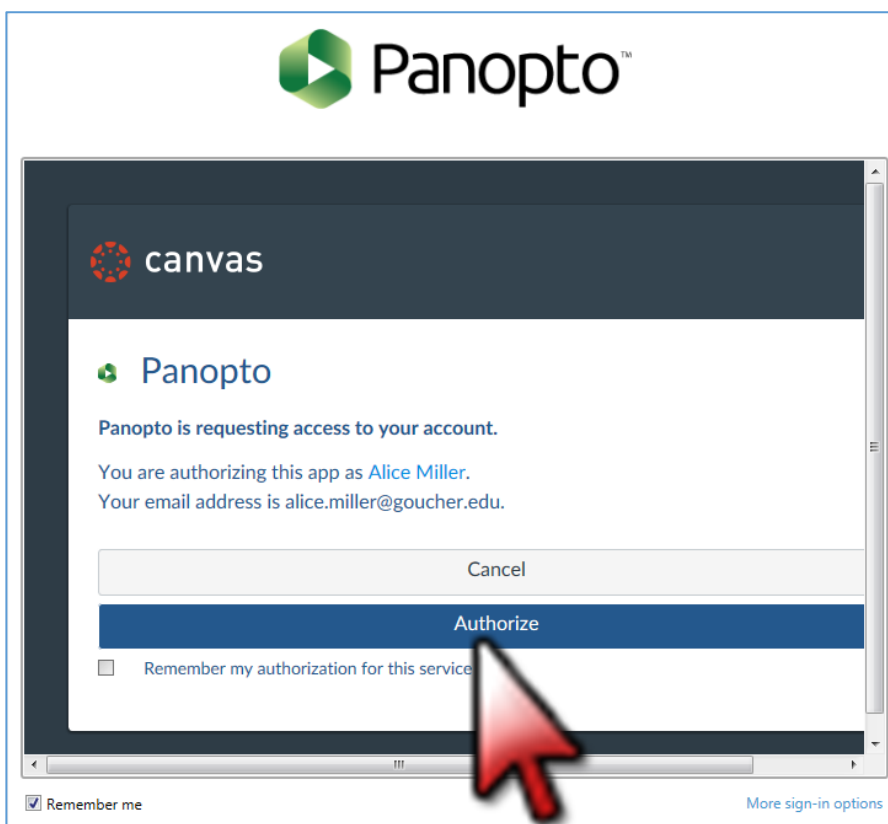 Panopto™
canvas
Panopto
Panopto is requesting access to your account.
You are authorizing this app as Alice Miller.
Your email address is alice.miller@goucher.edu.
Cancel
Authorize
Remember my authorization for this service
Remember me
More sign-in options